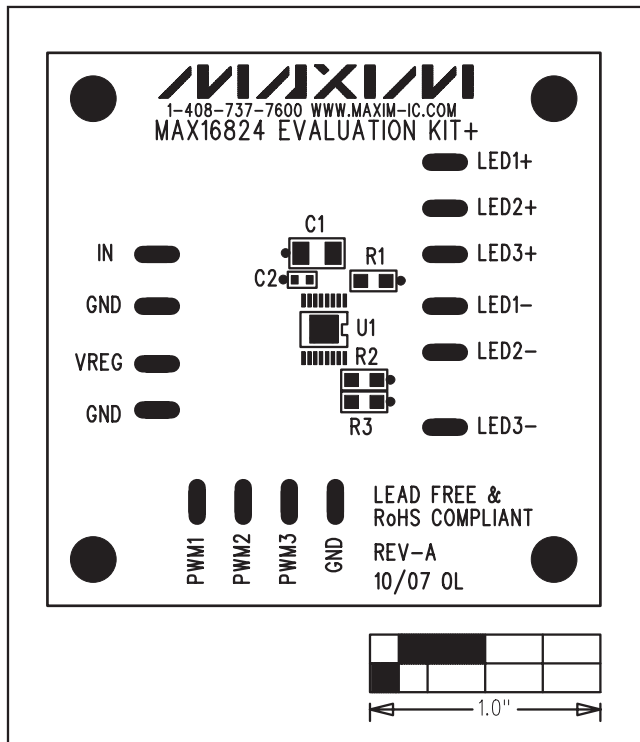 MAXIM
1-408-737-7600 WWW.MAXIM-IC.COM
MAX16824 EVALUATION KIT+
LED1+
LED2+
LED3+
LED1-
LED2-
LED3-
IN
GND
VREG
GND
C1
C2
R1
U1
R2
R3
PWM1
PWM2
PWM3
GND
LEAD FREE &
RoHS COMPLIANT
REV-A
10/07 OL
1.0"